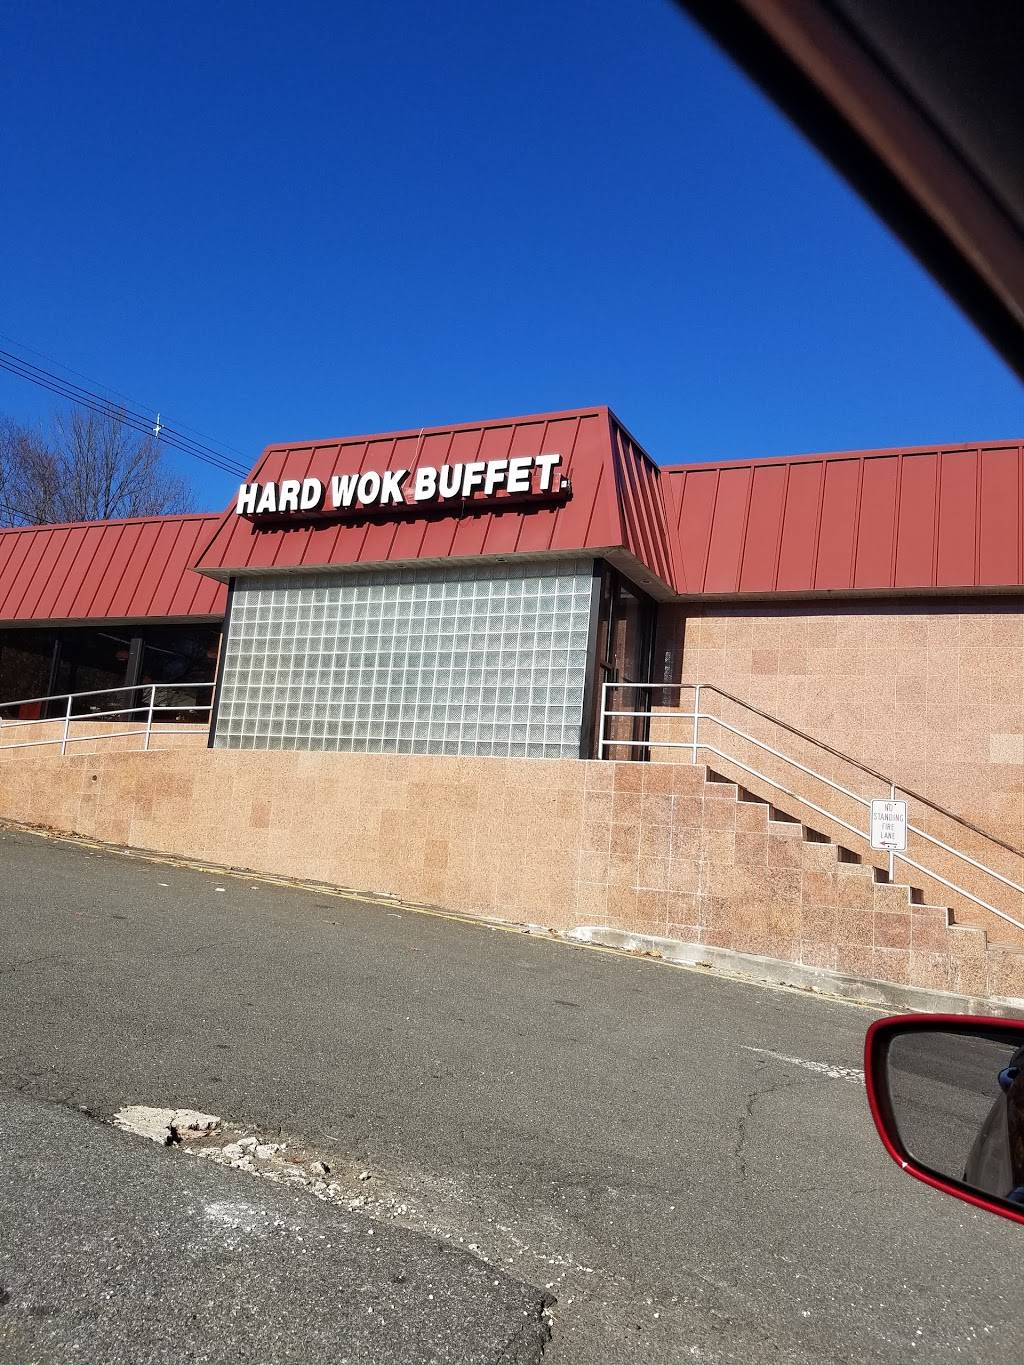 HARD WOK BUFFET.
NO
STANDING
FIRE
LANE